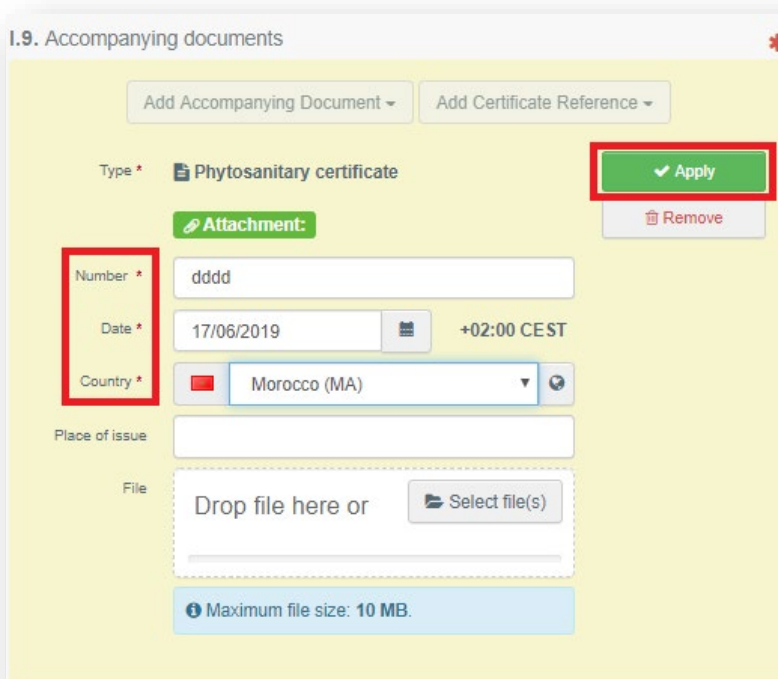 I.9. Accompanying documents *
Add Accompanying Document Add Certificate Reference
Type * Phytosanitary certificate Apply
Attachment: Remove
Number * dddd
Date * 17/06/2019 +02:00 CEST
Country * Morocco (MA)
Place of issue
File Drop file here or Select file(s)
Maximum file size: 10 MB.